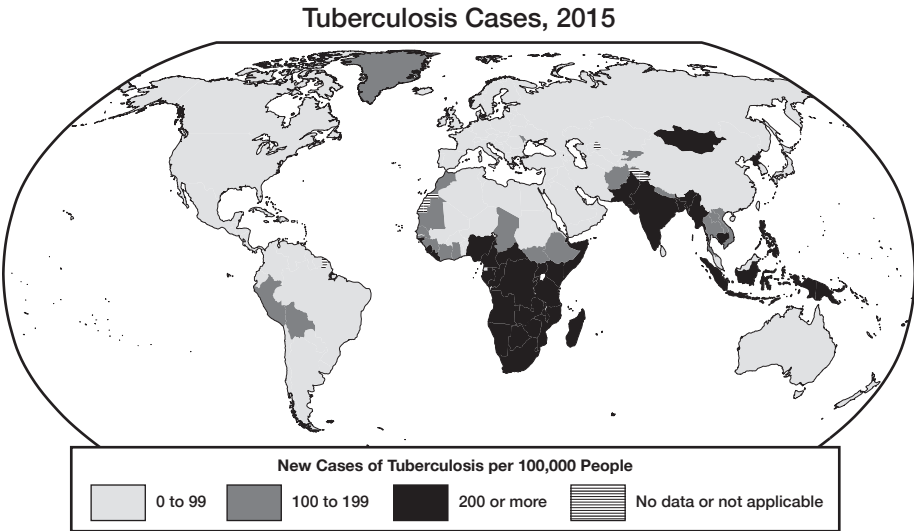 Tuberculosis Cases, 2015
New Cases of Tuberculosis per 100,000 People
0 to 99
100 to 199
200 or more
No data or not applicable